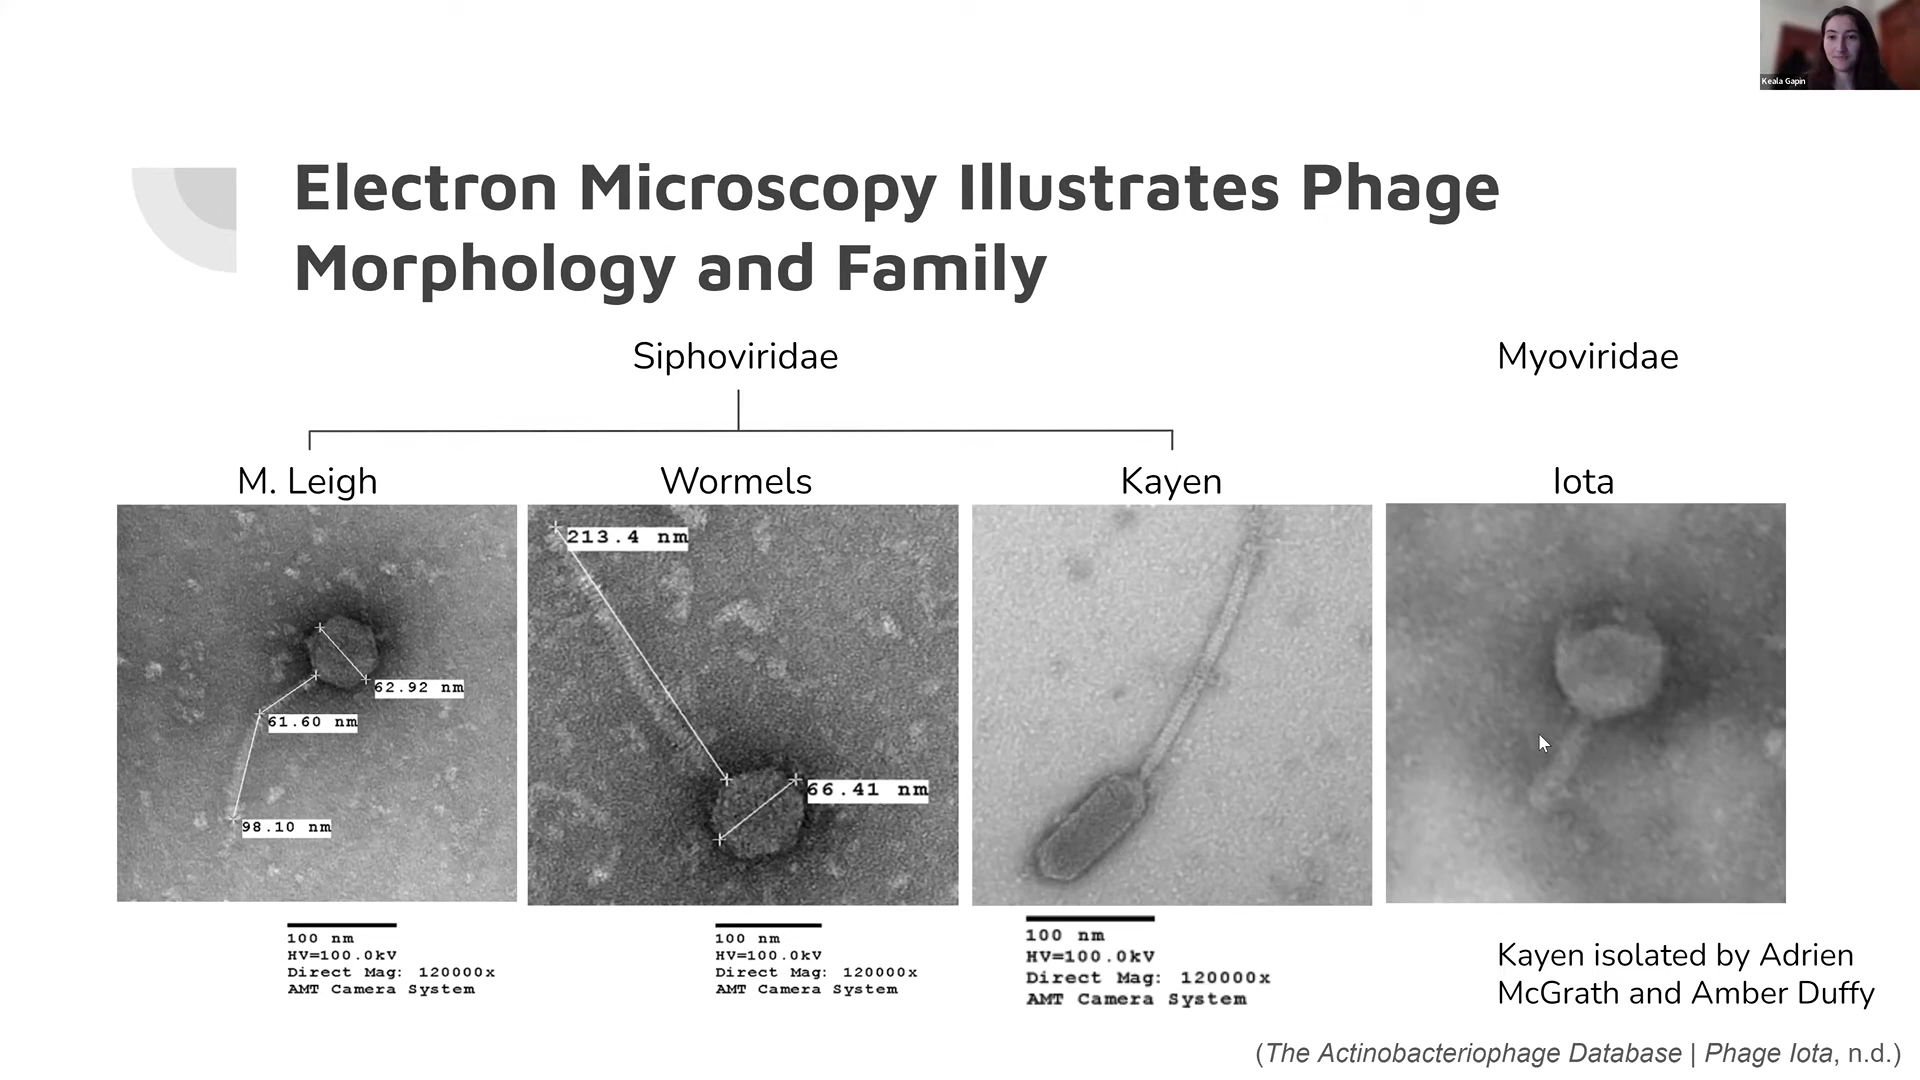 Keala Gapin
Electron Microscopy Illustrates Phage
Morphology and Family
Siphoviridae
Myoviridae
M. Leigh
Wormels
Kayen
Iota
62.92 nm
61.60 nm
98.10 nm
213.4 nm
66.41 nm
100 nm
HV=100.0kV
Direct Mag: 120000x
AMT Camera System
100 nm
HV=100.0kV
Direct Mag: 120000x
AMT Camera System
100 nm
HV=100.0kV
Direct Mag: 120000x
AMT Camera System
Kayen isolated by Adrien
McGrath and Amber Duffy
(The Actinobacteriophage Database | Phage Iota, n.d.)